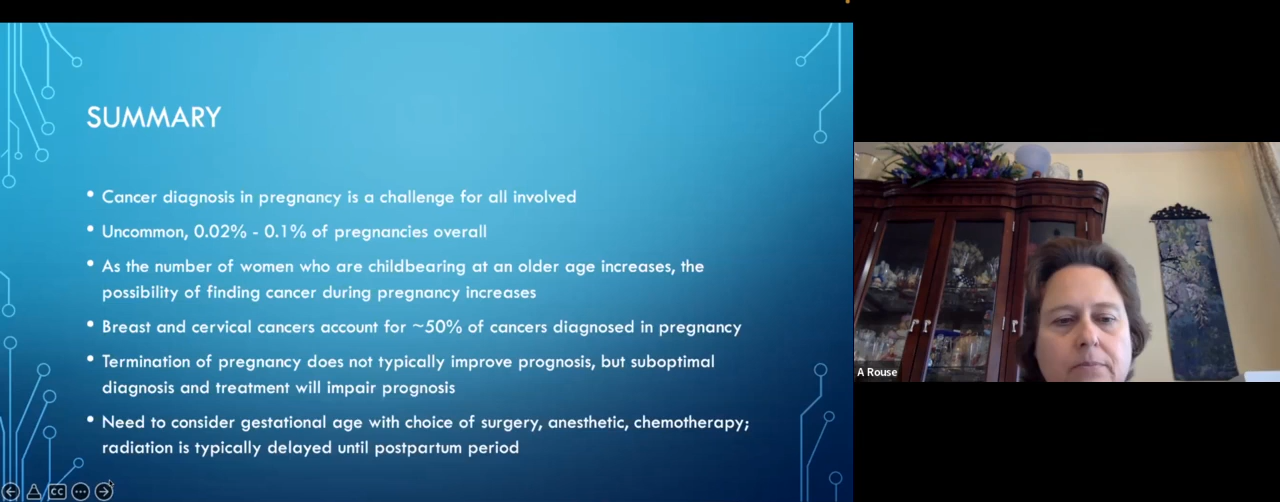 SUMMARY
• Cancer diagnosis in pregnancy is a challenge for all involved
• Uncommon, 0.02% - 0.1% of pregnancies overall
• As the number of women who are childbearing at an older age increases, the
possibility of finding cancer during pregnancy increases
• Breast and cervical cancers account for ~50% of cancers diagnosed in pregnancy
• Termination of pregnancy does not typically improve prognosis, but suboptimal
diagnosis and treatment will impair prognosis
• Need to consider gestational age with choice of surgery, anesthetic, chemotherapy;
radiation is typically delayed until postpartum period
CC
A Rouse